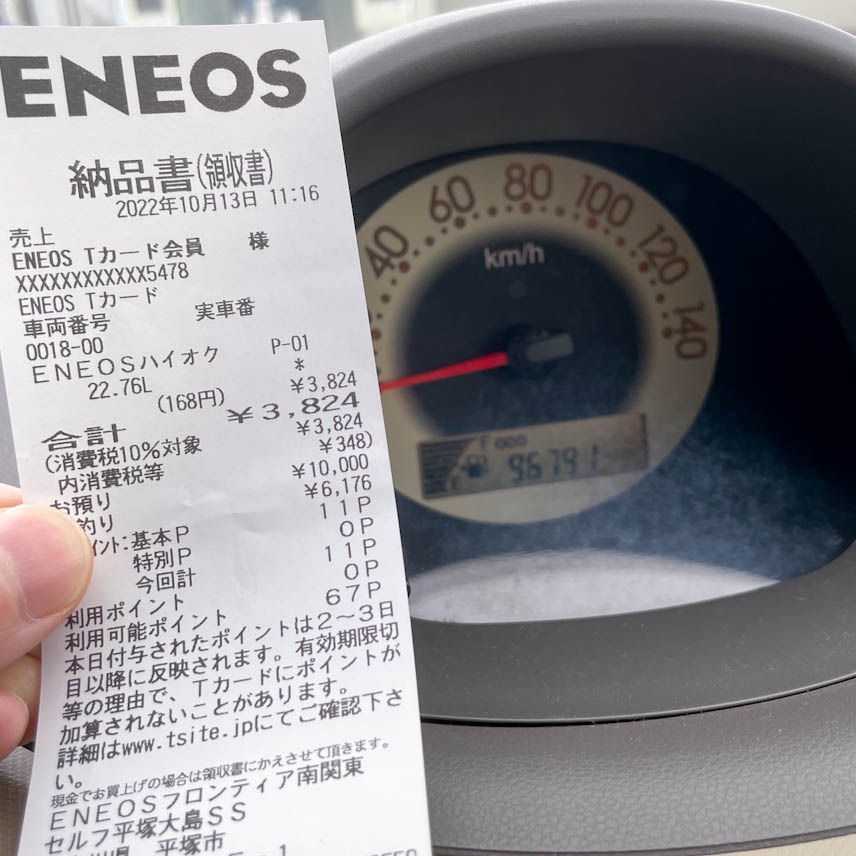 ENEOS
納品書(領収書)
2022年10月13日 11:16
売上
ENEOS Tカード会員 様
XXXXXXXXXXXX5478
ENEOS Tカード
車両番号 実車番
0018-00
ENEOSハイオク P-01
22.76L *
(168円) ¥3,824
合計 ¥3,824
(消費税10%対象 ¥3,824
内消費税等 ¥348)
お預り ¥10,000
釣り ¥6,176
イント:基本P 11P
特別P 0P
今回計 11P
利用ポイント 0P
利用可能ポイント 67P
本日付与されたポイントは2~3日
目以降に反映されます。有効期限切
等の理由で、Tカードにポイントが
加算されないことがあります。
詳細はwww.tsite.jpにてご確認下さ
い。
現金でお買上げの場合は領収書にかえさせて頂きます。
ENEOSフロンティア南関東
セルフ平塚大島SS
県 平塚市
40 60 80 100 120 140
km/h
F ODO
E 96791